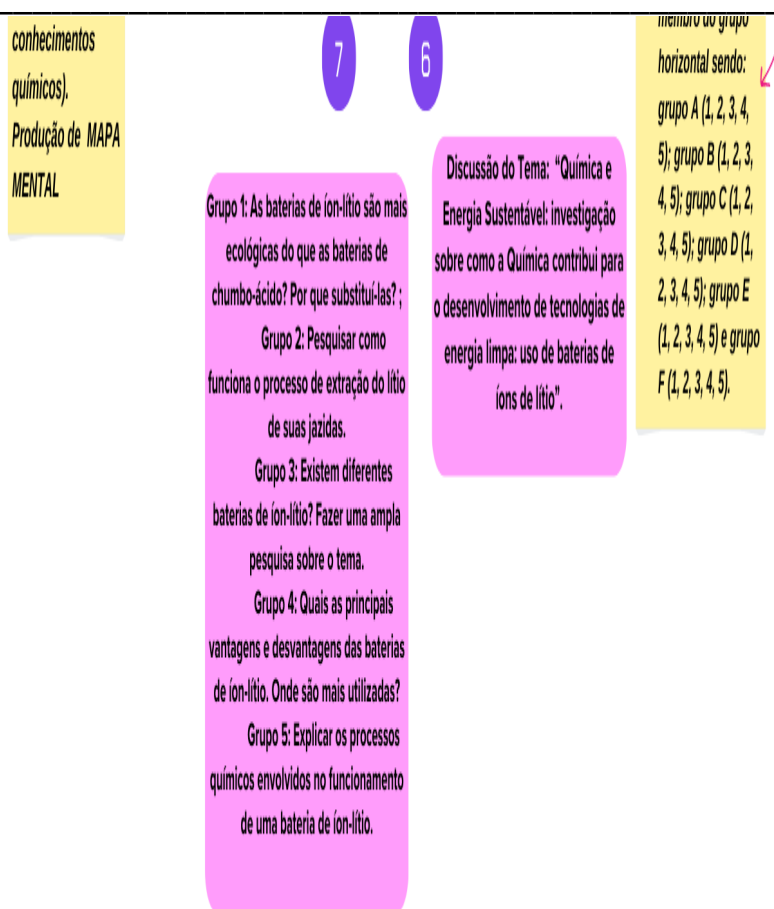 conhecimentos
químicos).
Produção de MAPA
MENTAL
7
6
Grupo 1: As baterias de íon-lítio são mais
ecológicas do que as baterias de
chumbo-ácido? Por que substituí-las? ;
Grupo 2: Pesquisar como
funciona o processo de extração do lítio
de suas jazidas.
Grupo 3: Existem diferentes
baterias de íon-lítio? Fazer uma ampla
pesquisa sobre o tema.
Grupo 4: Quais as principais
vantagens e desvantagens das baterias
de íon-lítio. Onde são mais utilizadas?
Grupo 5: Explicar os processos
químicos envolvidos no funcionamento
de uma bateria de íon-lítio.
Discussão do Tema: “Química e
Energia Sustentável: investigação
sobre como a Química contribui para
o desenvolvimento de tecnologias de
energia limpa: uso de baterias de
íons de lítio”.
membro do grupo
horizontal sendo:
grupo A (1, 2, 3, 4,
5); grupo B (1, 2, 3,
4, 5); grupo C (1, 2,
3, 4, 5); grupo D (1,
2, 3, 4, 5); grupo E
(1, 2, 3, 4, 5) e grupo
F (1, 2, 3, 4, 5).